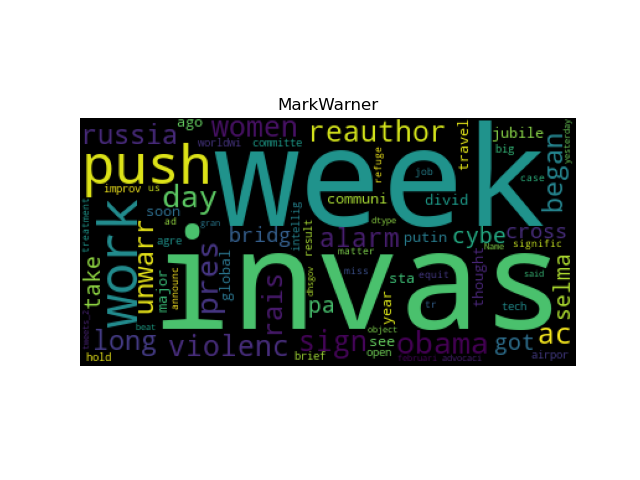 MarkWarner
week
invas
push
work
day
russia
ago
women
worldwi
committe
reauthor
travel
jubile
big
yesterday
began
case
refuge
job
communi
divid
improv
us
treatment
soon
ad
unwarr
pres
gran
bridg
agre
intellig
result
alarm
dtype
putin
cybe
cross
Name
signific
selma
said
thought
take
major
announc
global
rais
dhsgov
matter
miss
sta
equit
pa
year
tr
tech
long
beat
violenc
sign
object
see
open
obama
got
ac
airpor
hold
brief
februari
advocaci